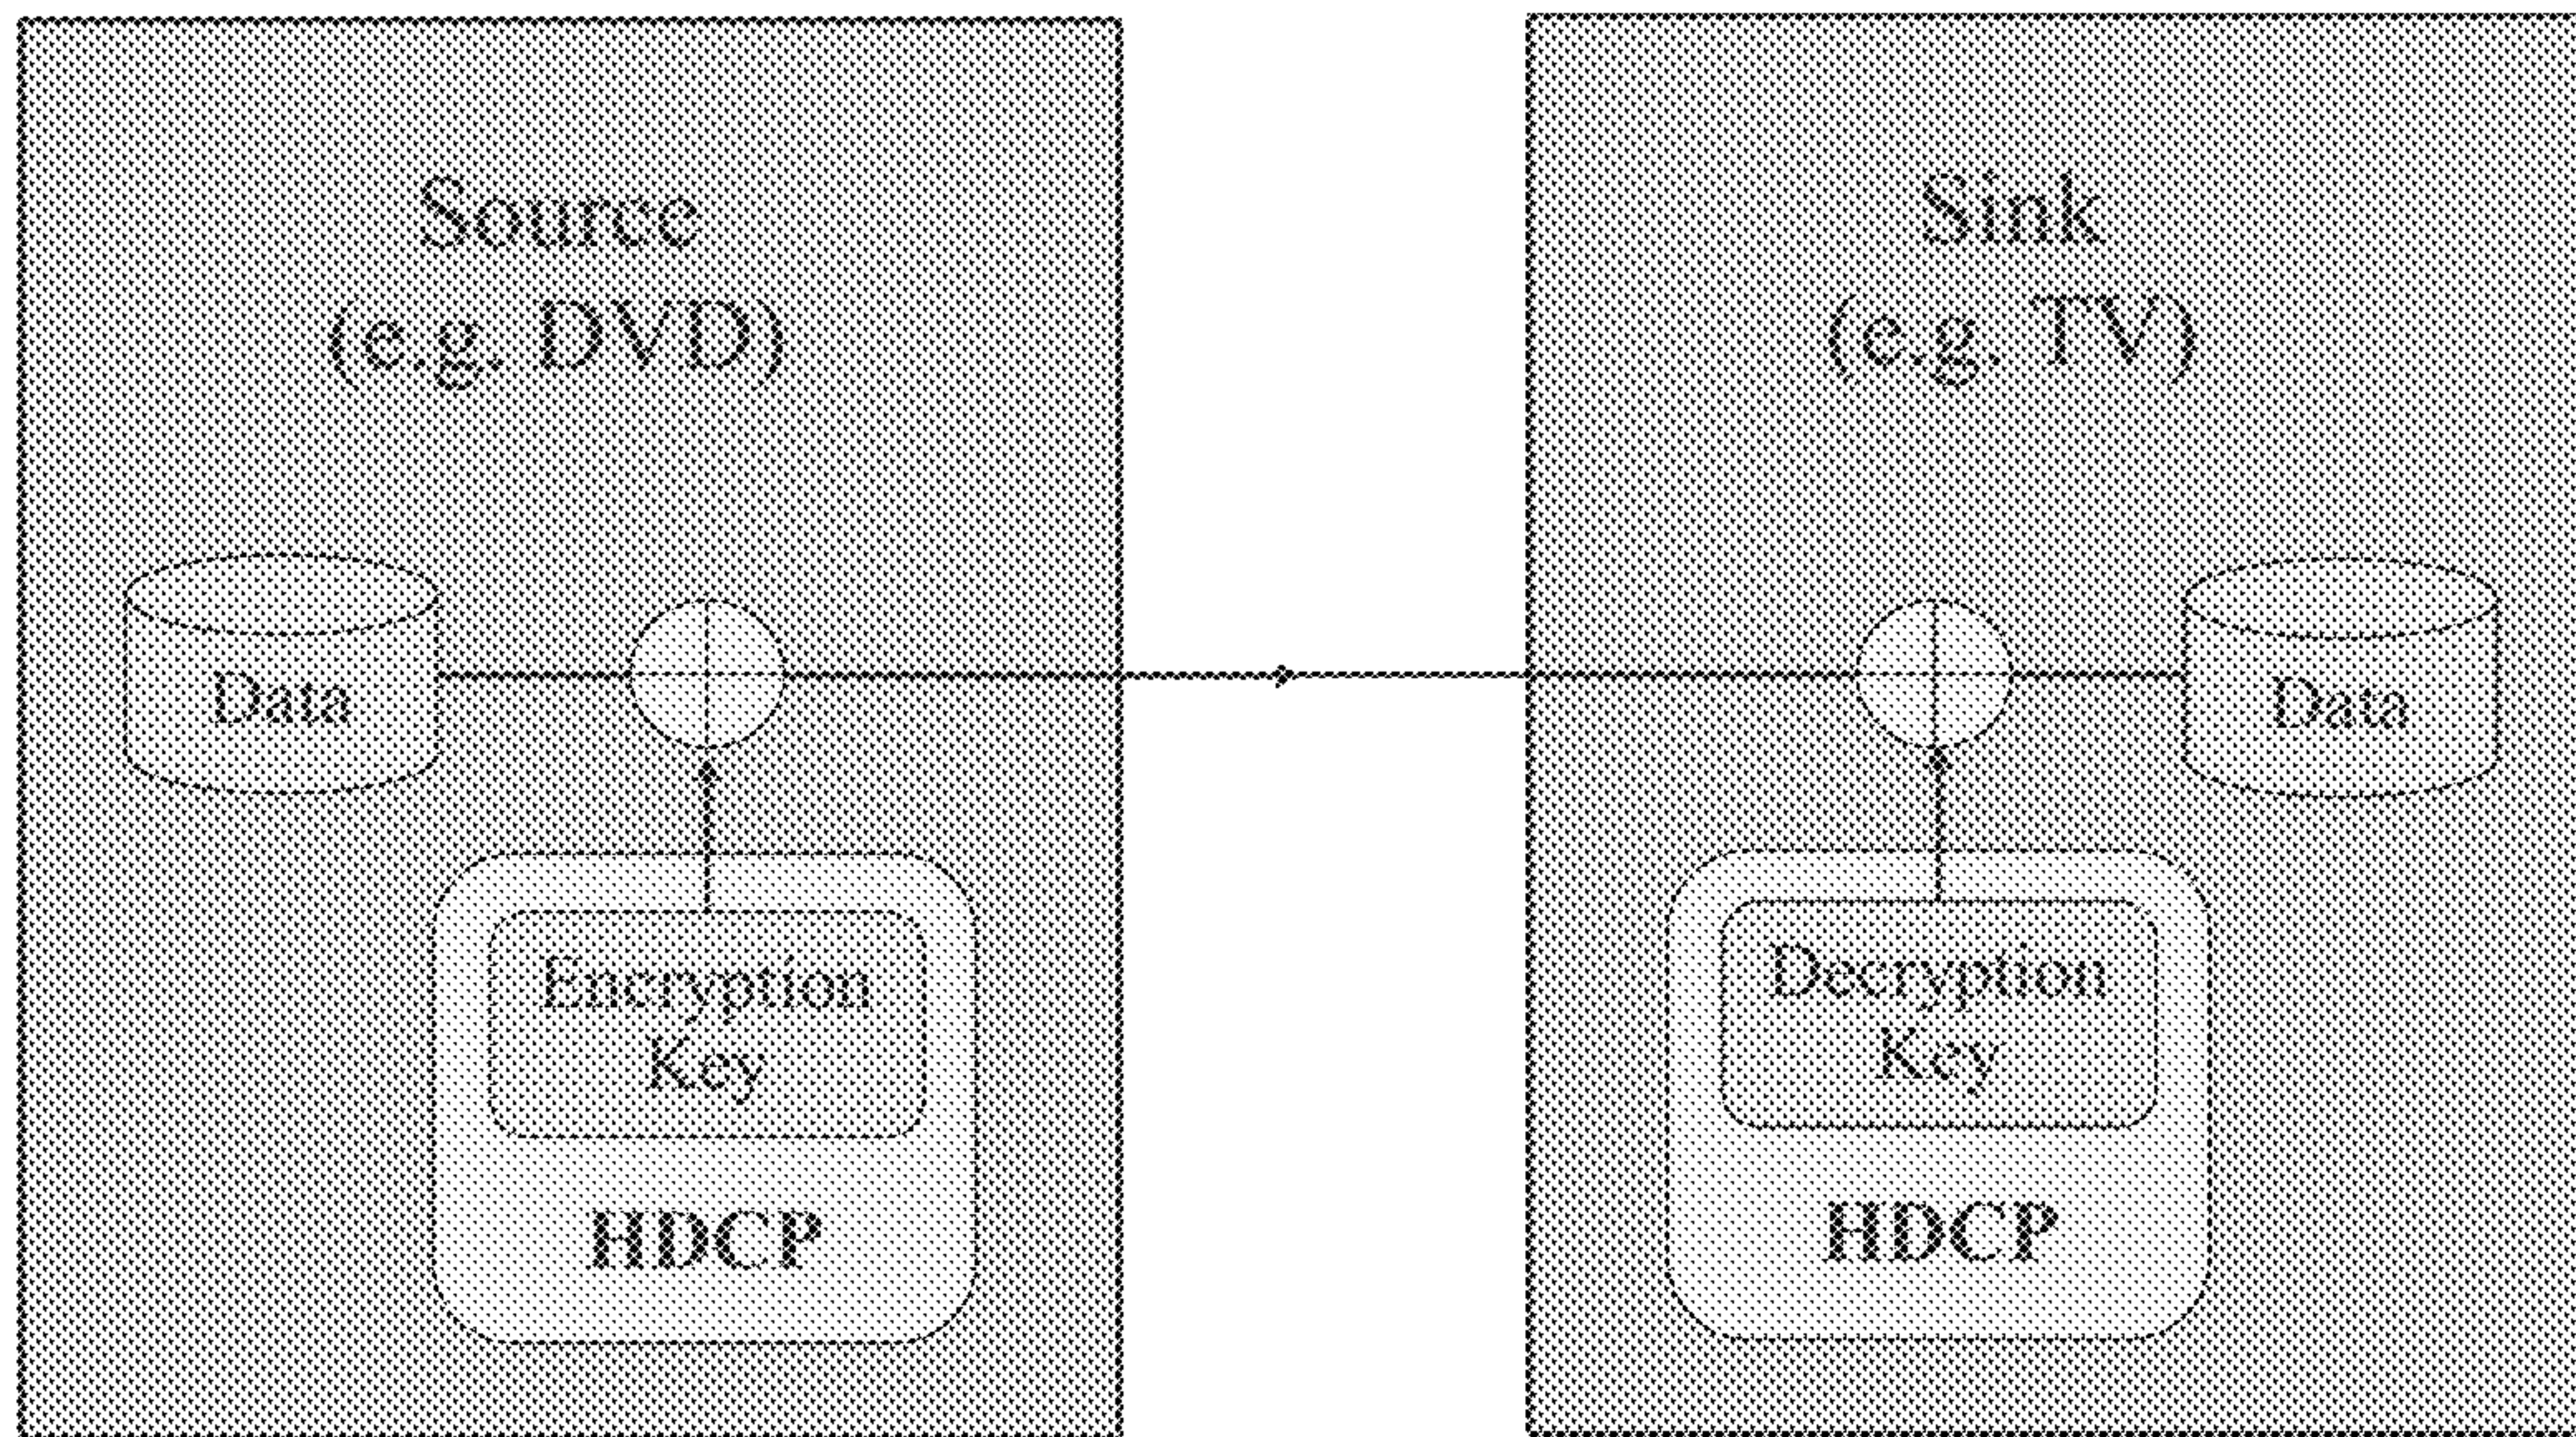 Source
(e.g. DVD)
Data
Encryption
Key
HDCP
Sink
(e.g. TV)
Data
Decryption
Key
HDCP